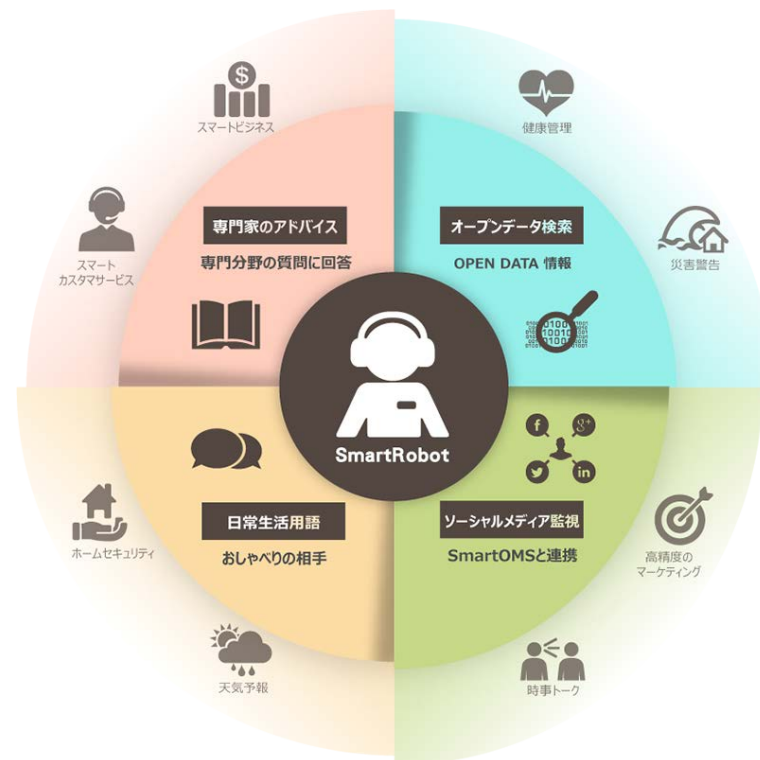 スマートビジネス
健康管理
スマート
カスタマサービス
災害警告
専門家のアドバイス
専門分野の質問に回答
オープンデータ検索
OPEN DATA 情報
SmartRobot
日常生活用語
おしゃべりの相手
ソーシャルメディア監視
SmartOMSと連携
ホームセキュリティ
高精度の
マーケティング
天気予報
時事トーク